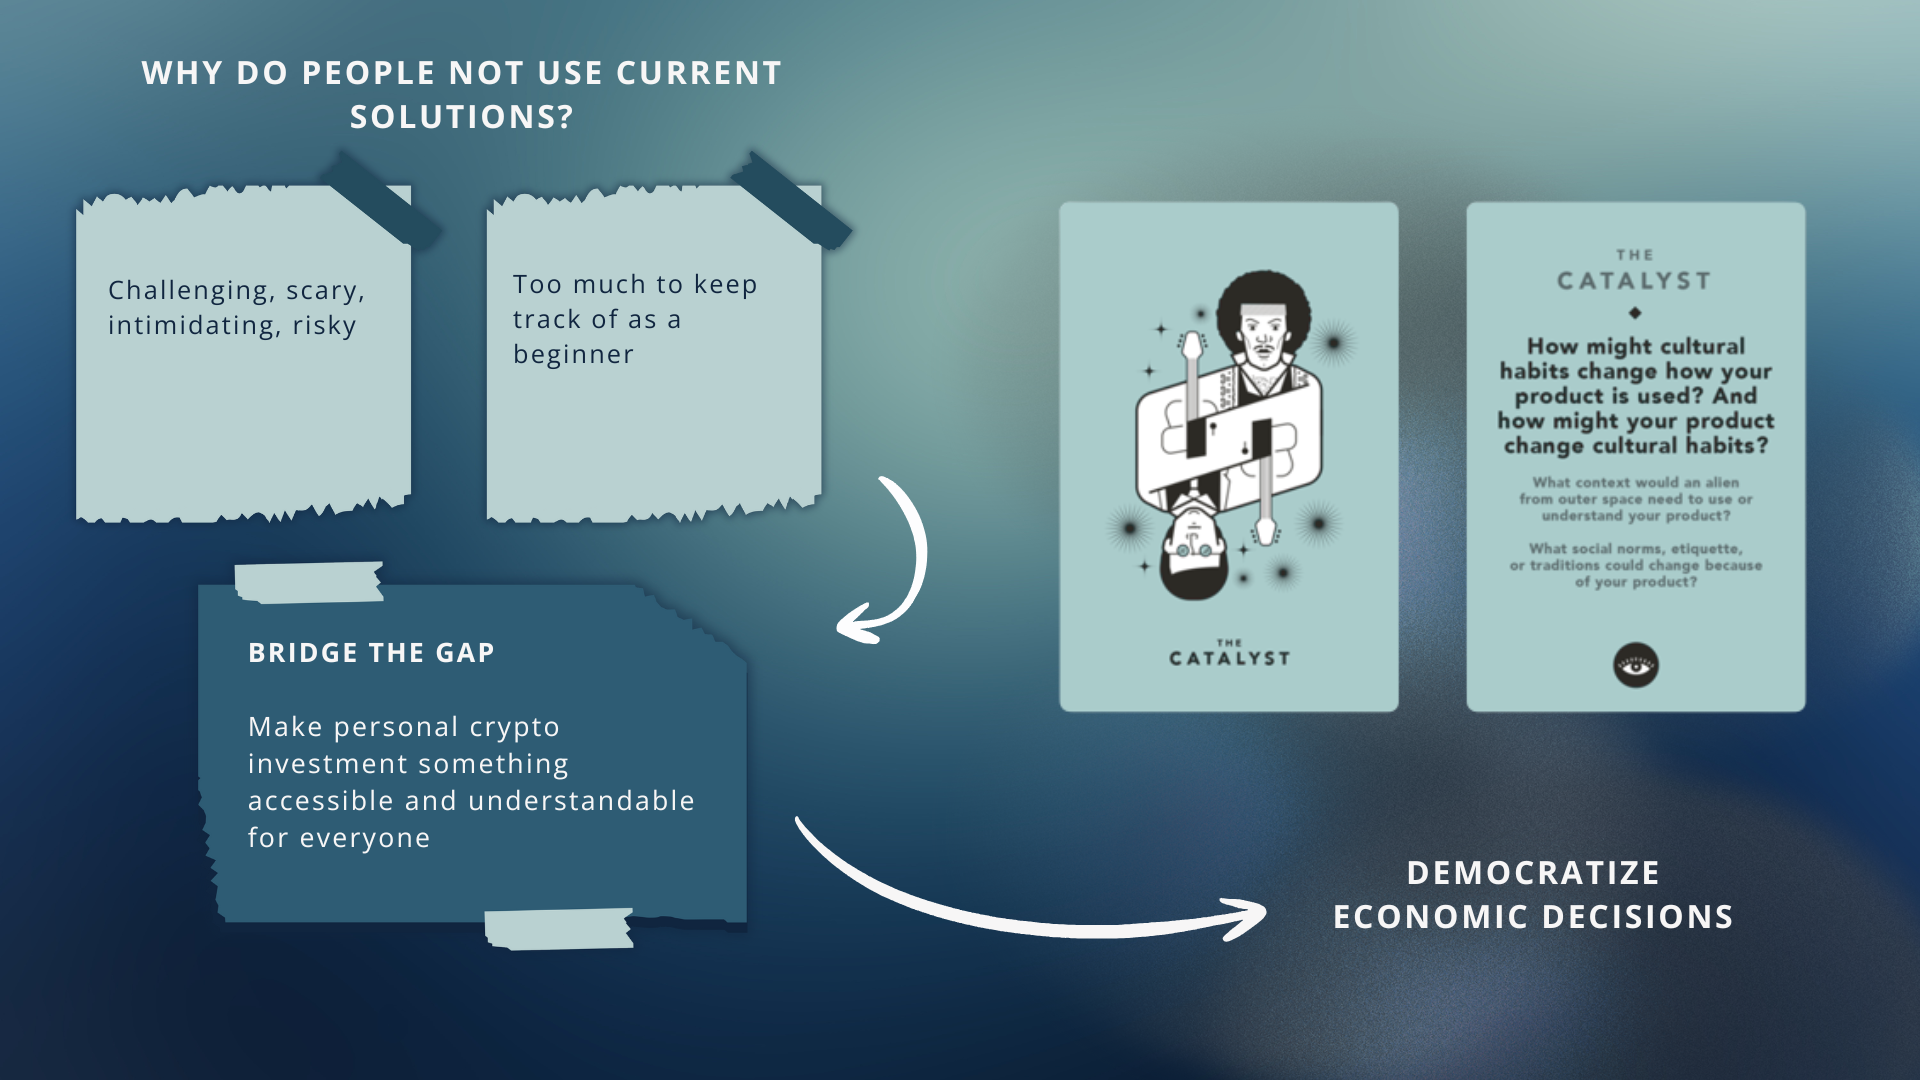 WHY DO PEOPLE NOT USE CURRENT
SOLUTIONS?
Challenging, scary,
intimidating, risky
Too much to keep
track of as a
beginner
BRIDGE THE GAP
Make personal crypto
investment something
accessible and understandable
for everyone
THE
CATALYST
THE
CATALYST
How might cultural
habits change how your
product is used? And
how might your product
change cultural habits?
What context would an alien
from outer space need to use or
understand your product?
What social norms, etiquette,
or traditions could change because
of your product?
DEMOCRATIZE
ECONOMIC DECISIONS